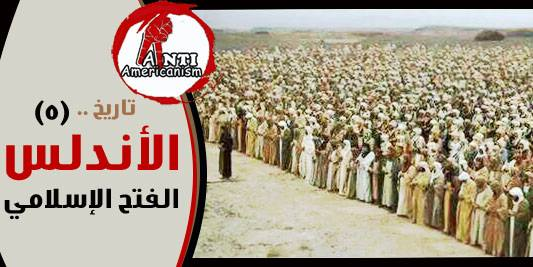 ANTI
Americanism
تاريخ .. (٥)
الأندلس
الفتح الإسلامي